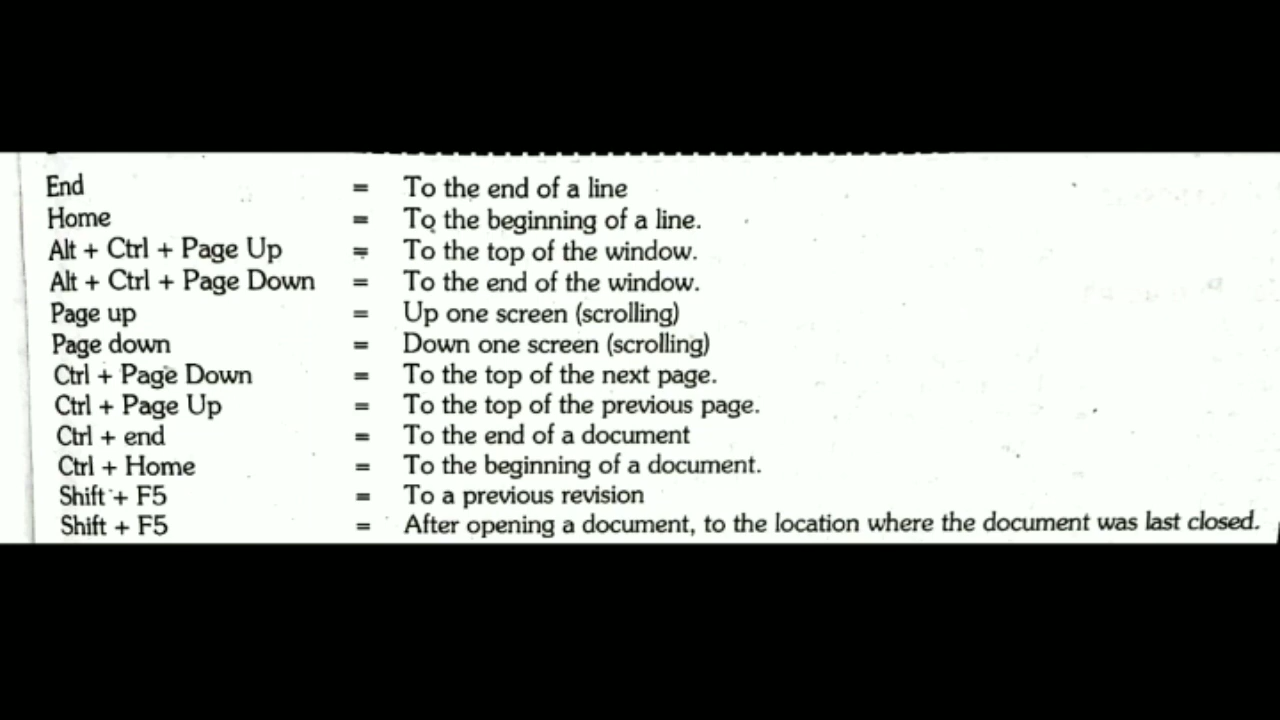 End = To the end of a line
Home = To the beginning of a line.
Alt + Ctrl + Page Up = To the top of the window.
Alt + Ctrl + Page Down = To the end of the window.
Page up = Up one screen (scrolling)
Page down = Down one screen (scrolling)
Ctrl + Page Down = To the top of the next page.
Ctrl + Page Up = To the top of the previous page.
Ctrl + end = To the end of a document
Ctrl + Home = To the beginning of a document.
Shift + F5 = To a previous revision
Shift + F5 = After opening a document, to the location where the document was last closed.